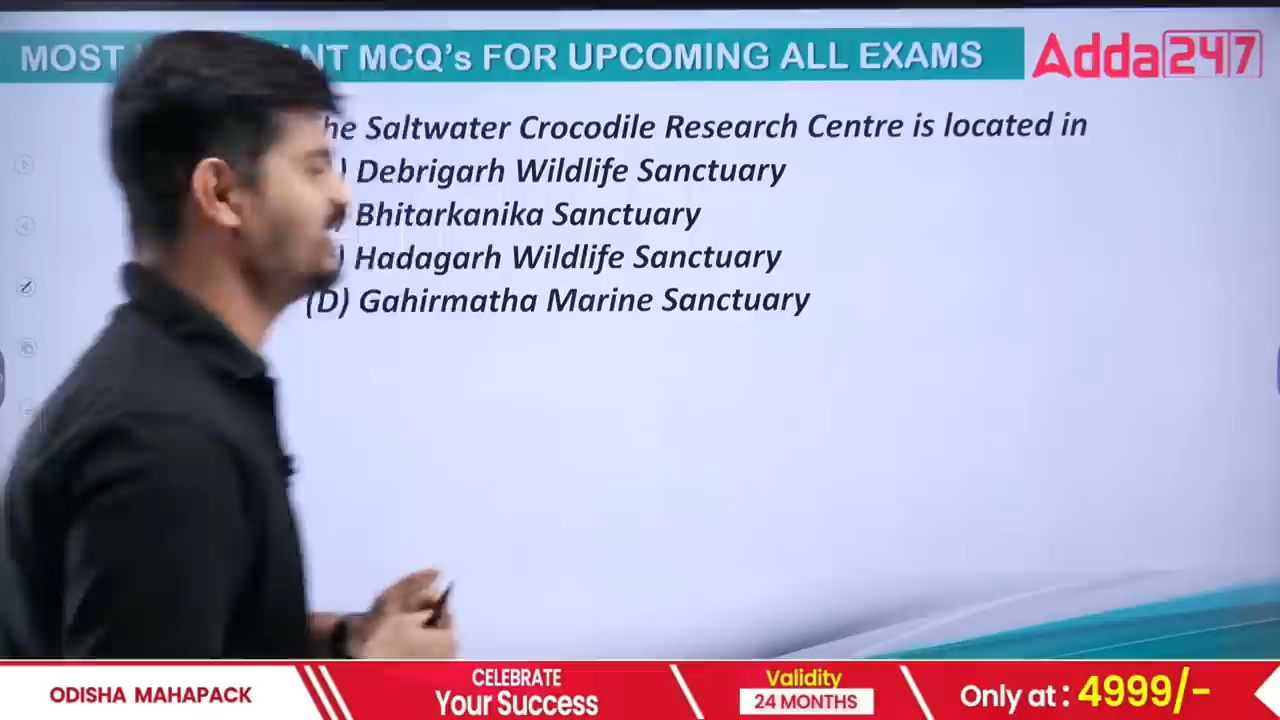 MOST ANT MCQ's FOR UPCOMING ALL EXAMS
Adda247
he Saltwater Crocodile Research Centre is located in
) Debrigarh Wildlife Sanctuary
) Bhitarkanika Sanctuary
) Hadagarh Wildlife Sanctuary
(D) Gahirmatha Marine Sanctuary
ODISHA MAHAPACK
CELEBRATE
Your Success
Validity
24 MONTHS
Only at : 4999/-